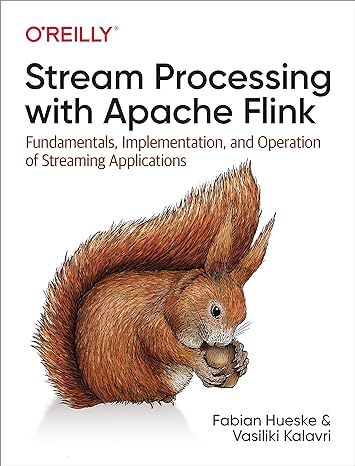 O'REILLY®
Stream Processing
with Apache Flink
Fundamentals, Implementation, and Operation
of Streaming Applications
Fabian Hueske &
Vasiliki Kalavri